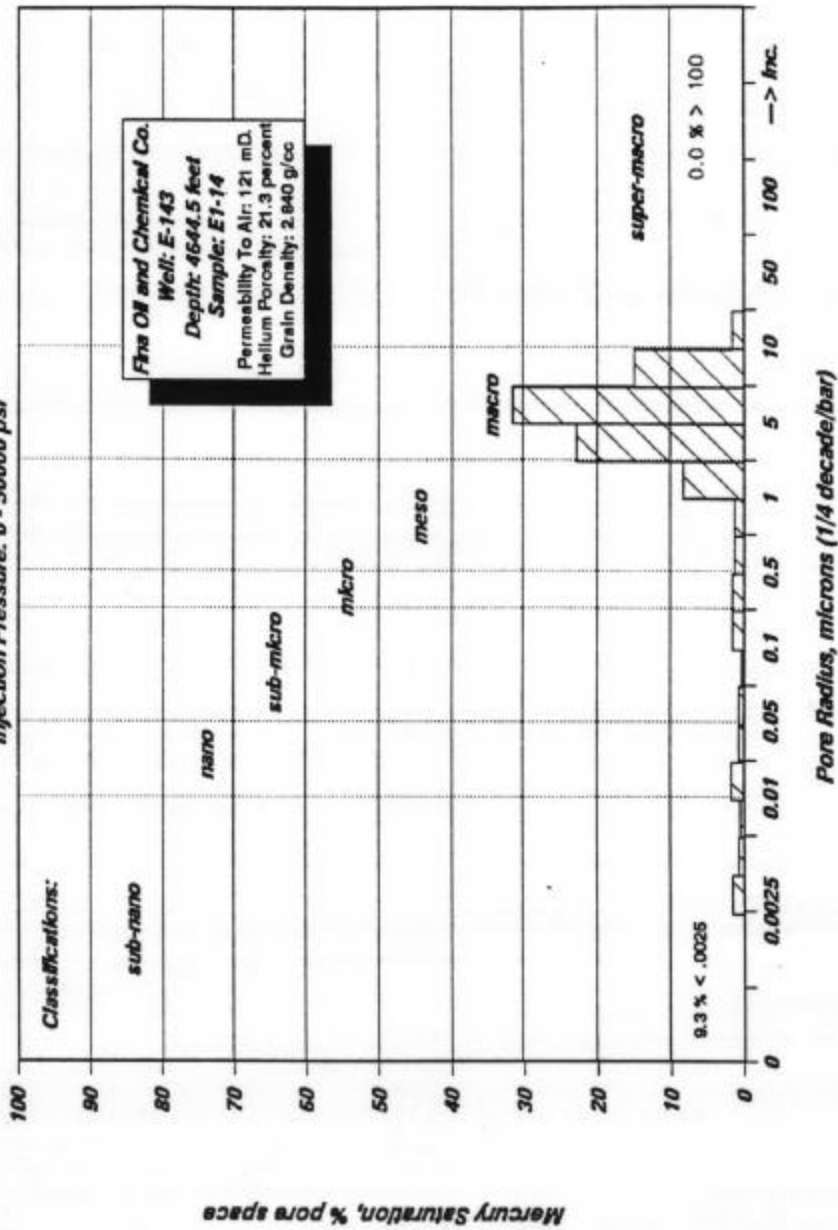 Injection Pressure: 0 - 50000 psi
Mercury Saturation, % pore space
100
90
80
70
60
50
40
30
20
10
0
Classifications:
sub-nano
nano
sub-micro
micro
meso
macro
super-macro
Fina Oil and Chemical Co.
Well: E-143
Depth: 4644.5 feet
Sample: E1-14
Permeability To Air: 121 mD.
Helium Porosity: 21.3 percent
Grain Density: 2.840 g/cc
9.3 % < .0025
0.0 % > 100
0 0.0025 0.01 0.05 0.1 0.5 1 5 10 50 100 —> Inc.
Pore Radius, microns (1/4 decade/bar)